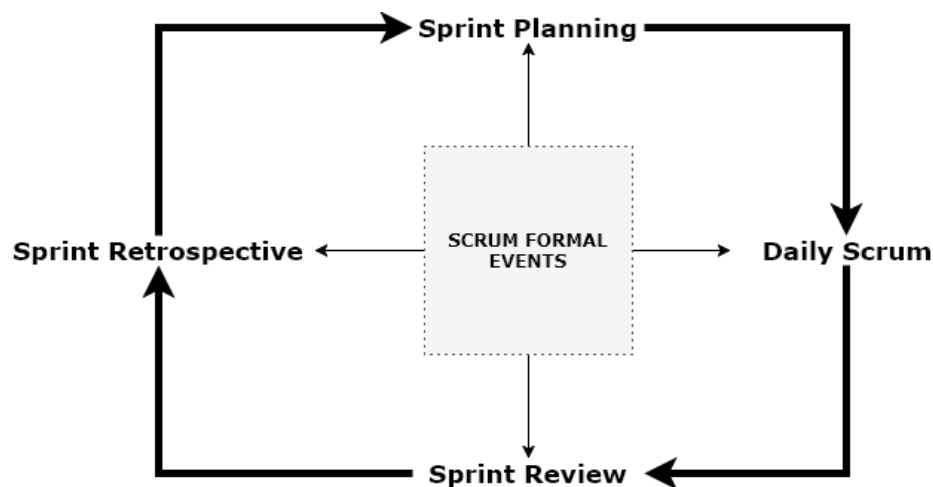 Sprint Planning
SCRUM FORMAL
EVENTS
Sprint Retrospective
Daily Scrum
Sprint Review